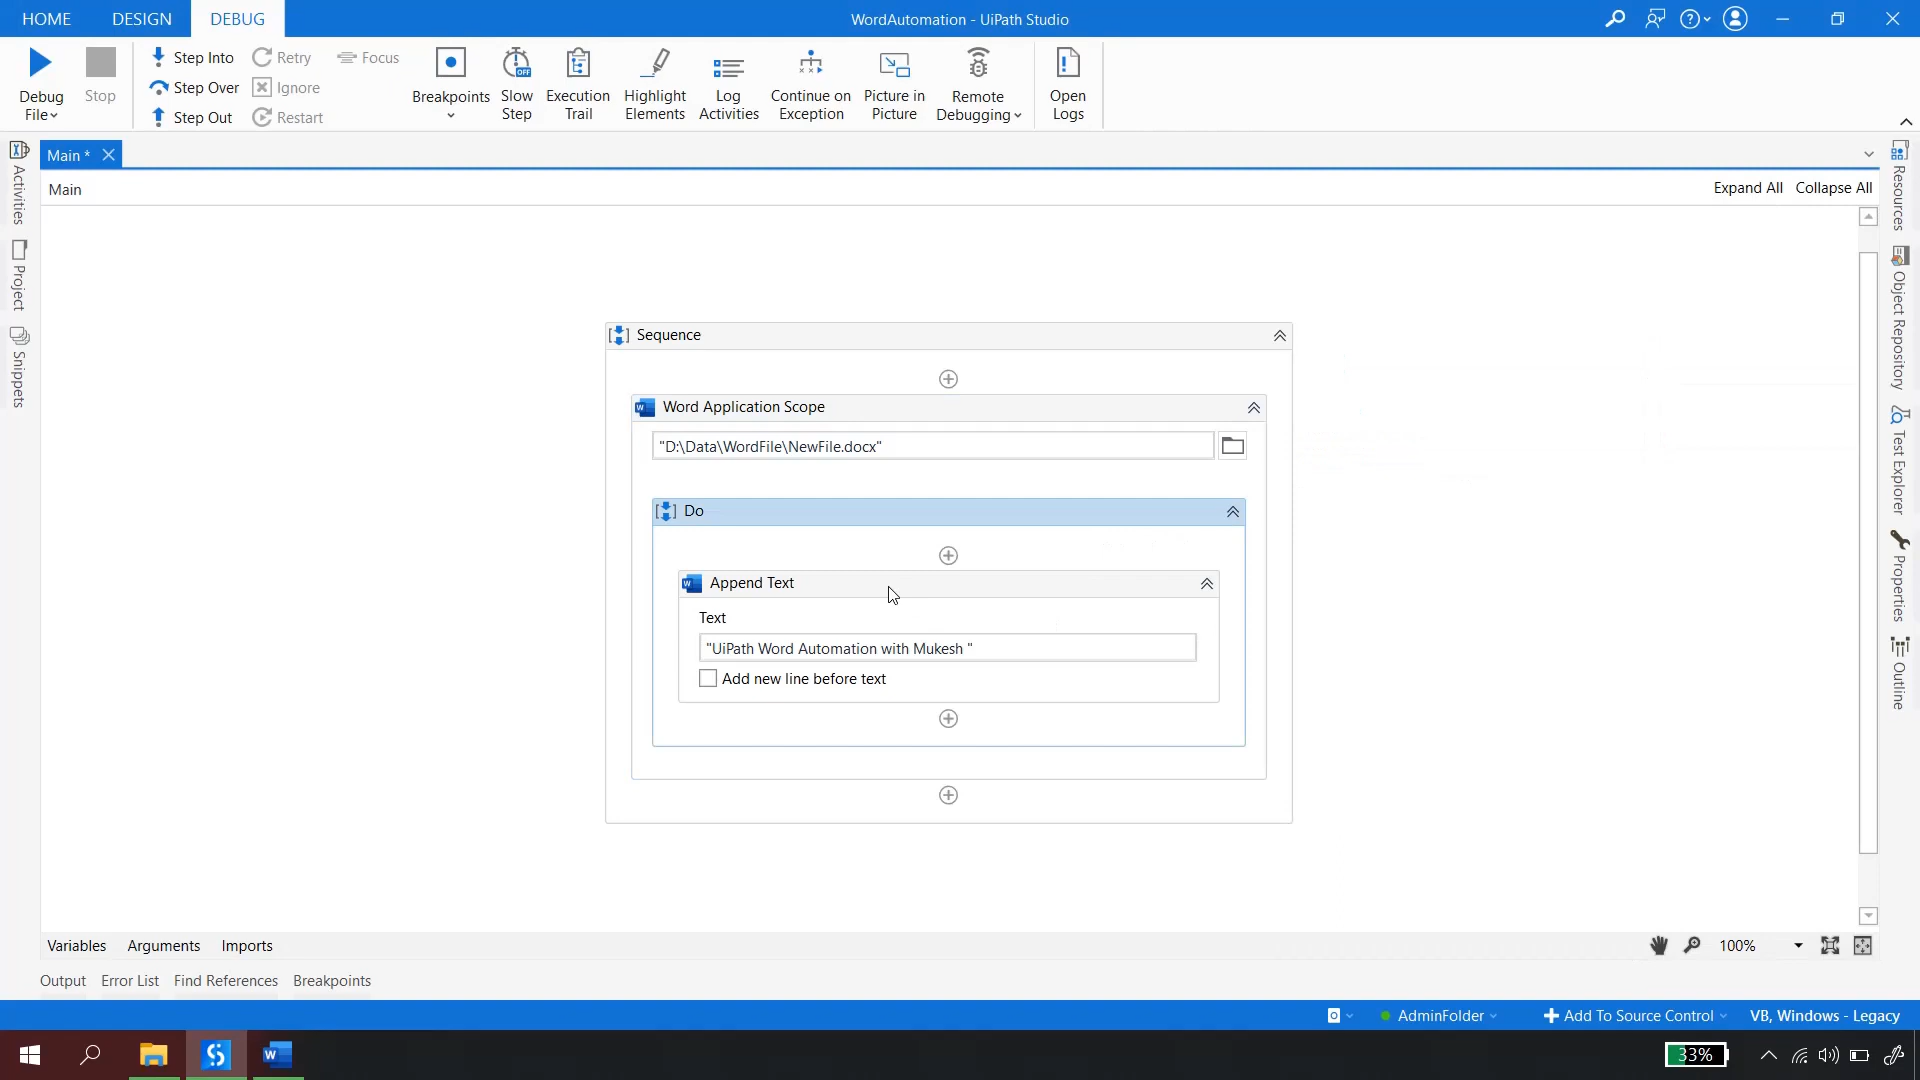 HOME DESIGN DEBUG WordAutomation - UiPath Studio
Debug File
Stop
Step Into
Step Over
Step Out
Retry
Ignore
Restart
Focus
Breakpoints
Slow Step
OFF
Execution Trail
Highlight Elements
Log Activities
Continue on Exception
Picture in Picture
Remote Debugging
Open Logs
Main *
Main
Expand All Collapse All
Activities
Project
Snippets
Resources
Object Repository
Test Explorer
Properties
Outline
Sequence
Word Application Scope
"D:\Data\WordFile\NewFile.docx"
Do
Append Text
Text
"UiPath Word Automation with Mukesh "
Add new line before text
Variables Arguments Imports
100%
Output Error List Find References Breakpoints
AdminFolder Add To Source Control VB, Windows - Legacy
33%